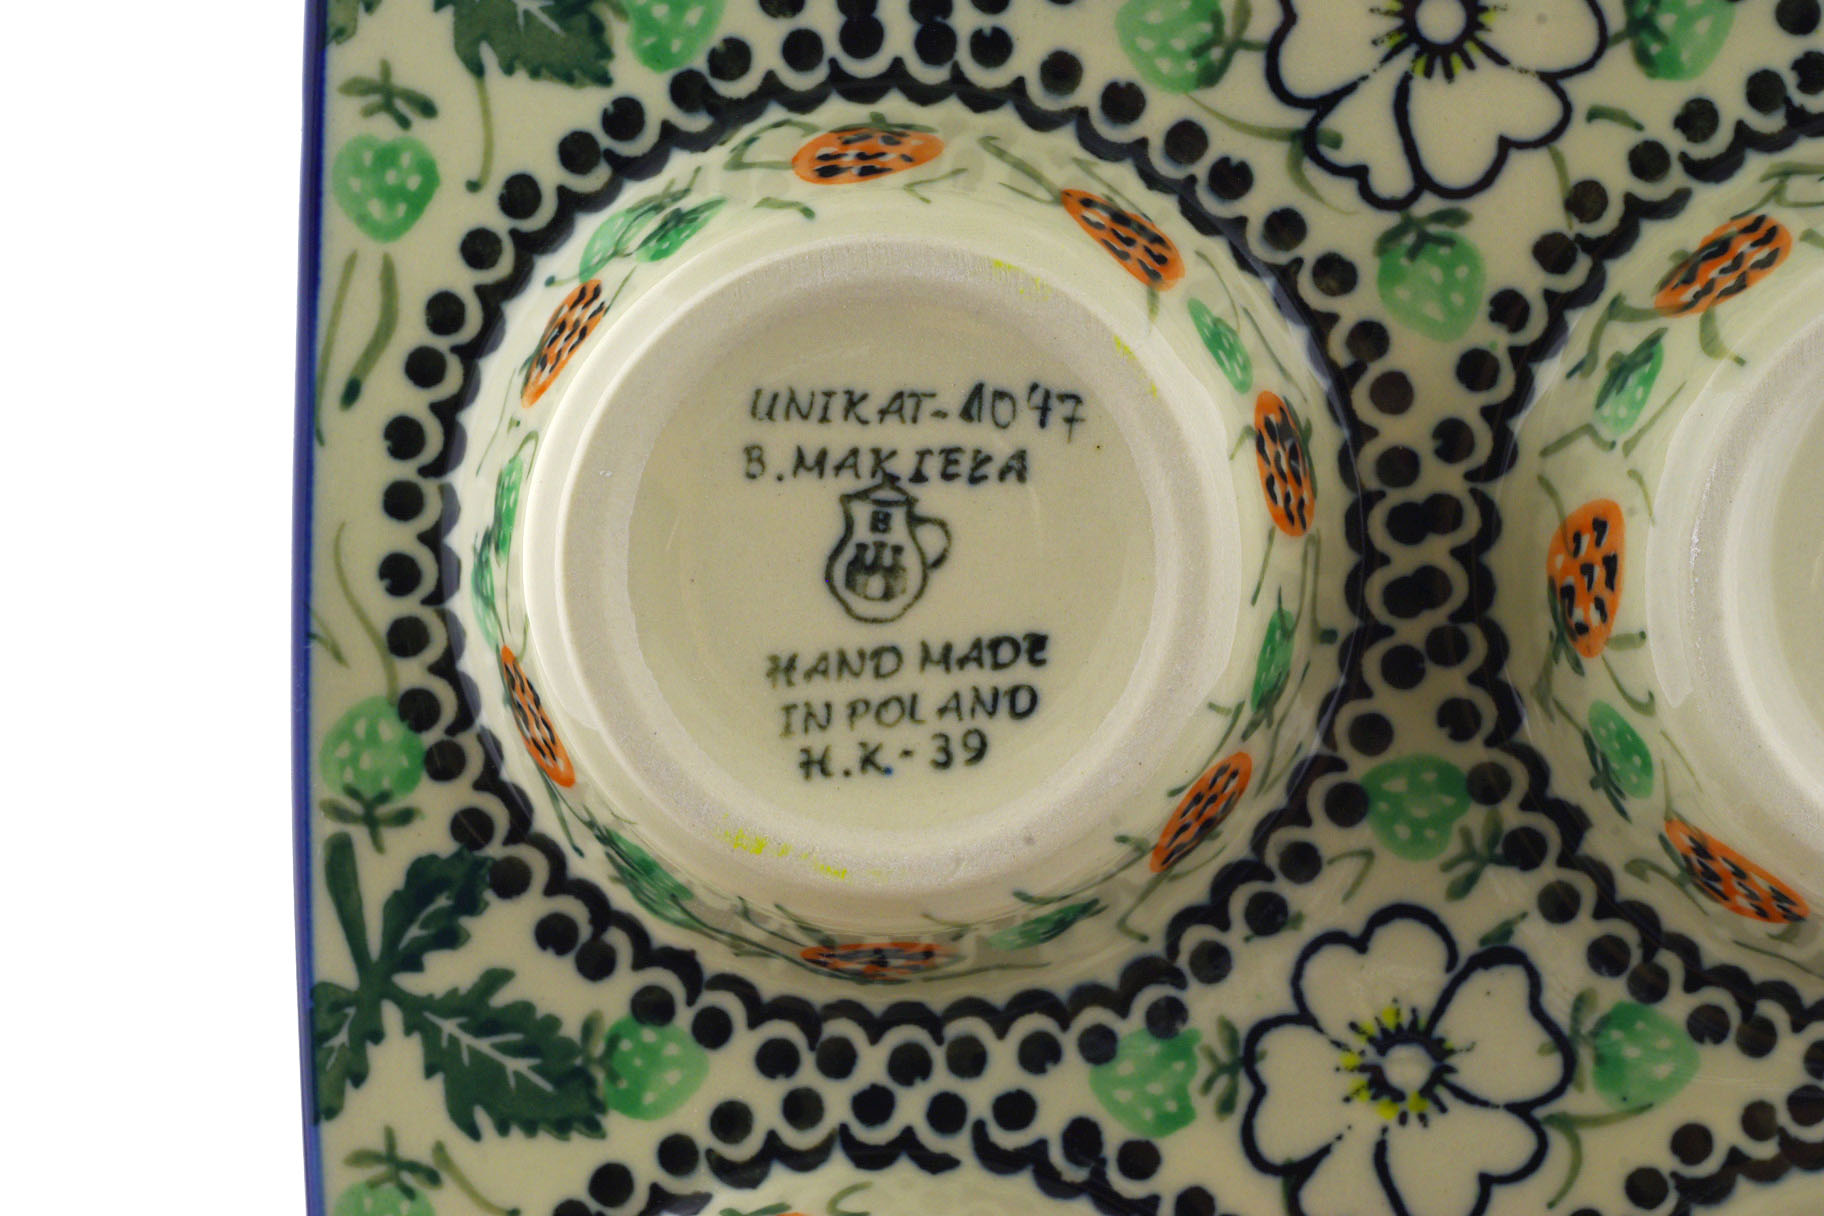 UNIKAT-1047
B.MAKIEŁA
B
HAND MADE
IN POLAND
H.K.-39